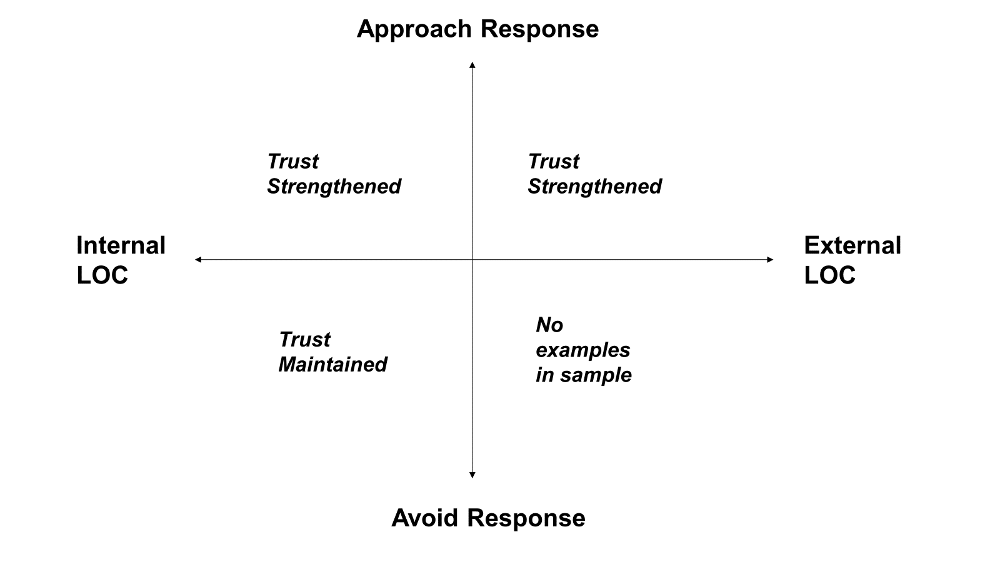 Approach Response
Trust
Strengthened
Trust
Strengthened
Internal
LOC
External
LOC
Trust
Maintained
No
examples
in sample
Avoid Response